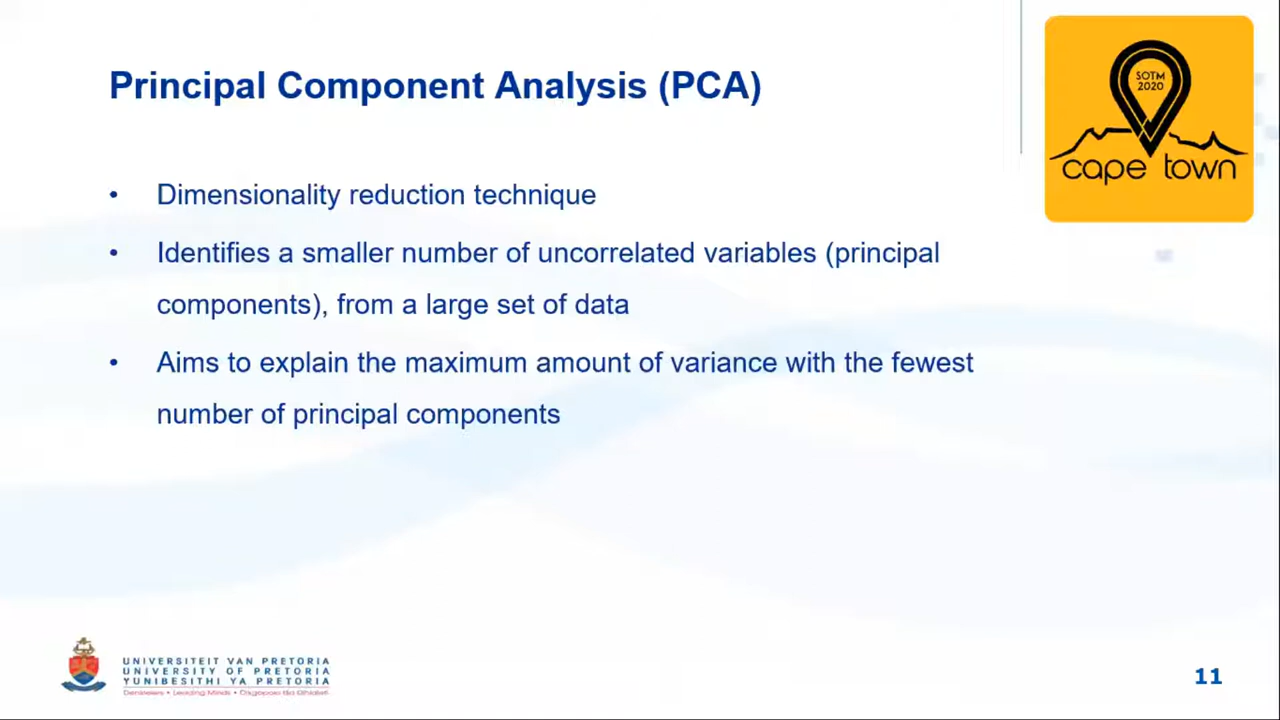 Principal Component Analysis (PCA)
SOTM
2020
cape town
• Dimensionality reduction technique
• Identifies a smaller number of uncorrelated variables (principal
components), from a large set of data
• Aims to explain the maximum amount of variance with the fewest
number of principal components
UNIVERSITEIT VAN PRETORIA
UNIVERSITY OF PRETORIA
YUNIBESITHI YA PRETORIA
Leading Minds
11